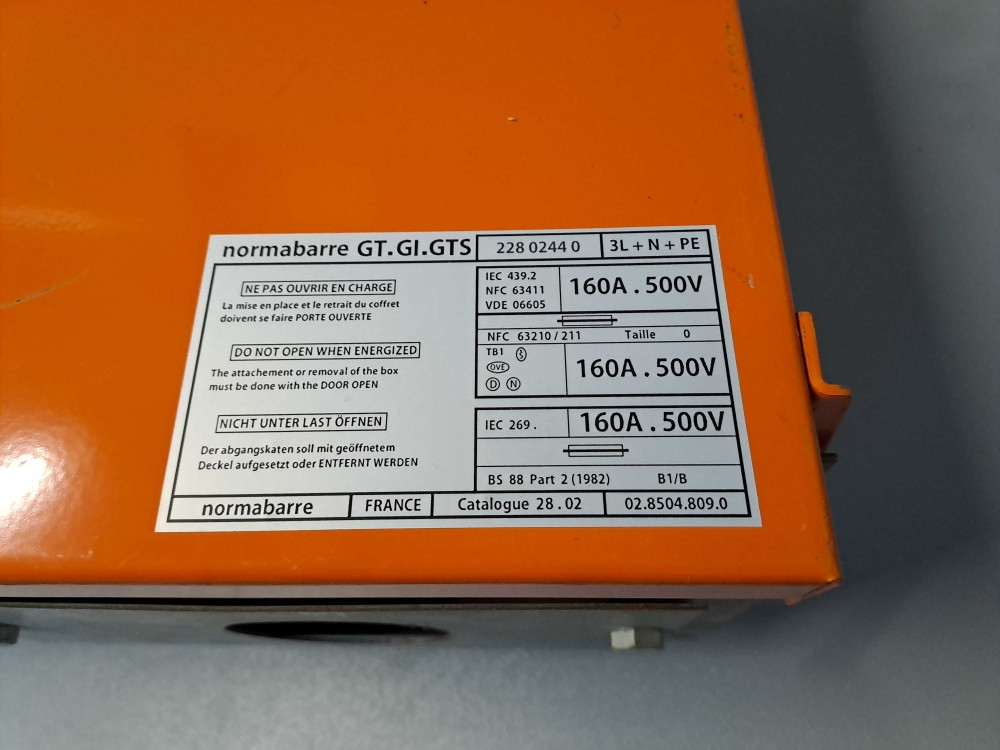 normabarre GT.GI.GTS
228 0244 0
3L + N + PE
NE PAS OUVRIR EN CHARGE
La mise en place et le retrait du coffret
doivent se faire PORTE OUVERTE
DO NOT OPEN WHEN ENERGIZED
The attachement or removal of the box
must be done with the DOOR OPEN
NICHT UNTER LAST ÖFFNEN
Der abgangskaten soll mit geöffnetem
Deckel aufgesetzt oder ENTFERNT WERDEN
IEC 439.2
NFC 63411
VDE 06605
160A . 500V
NFC 63210/211 Taille 0
TB1
OVE
D N
160A . 500V
IEC 269 .
160A . 500V
BS 88 Part 2 (1982) B1/B
normabarre
FRANCE
Catalogue 28 . 02
02.8504.809.0